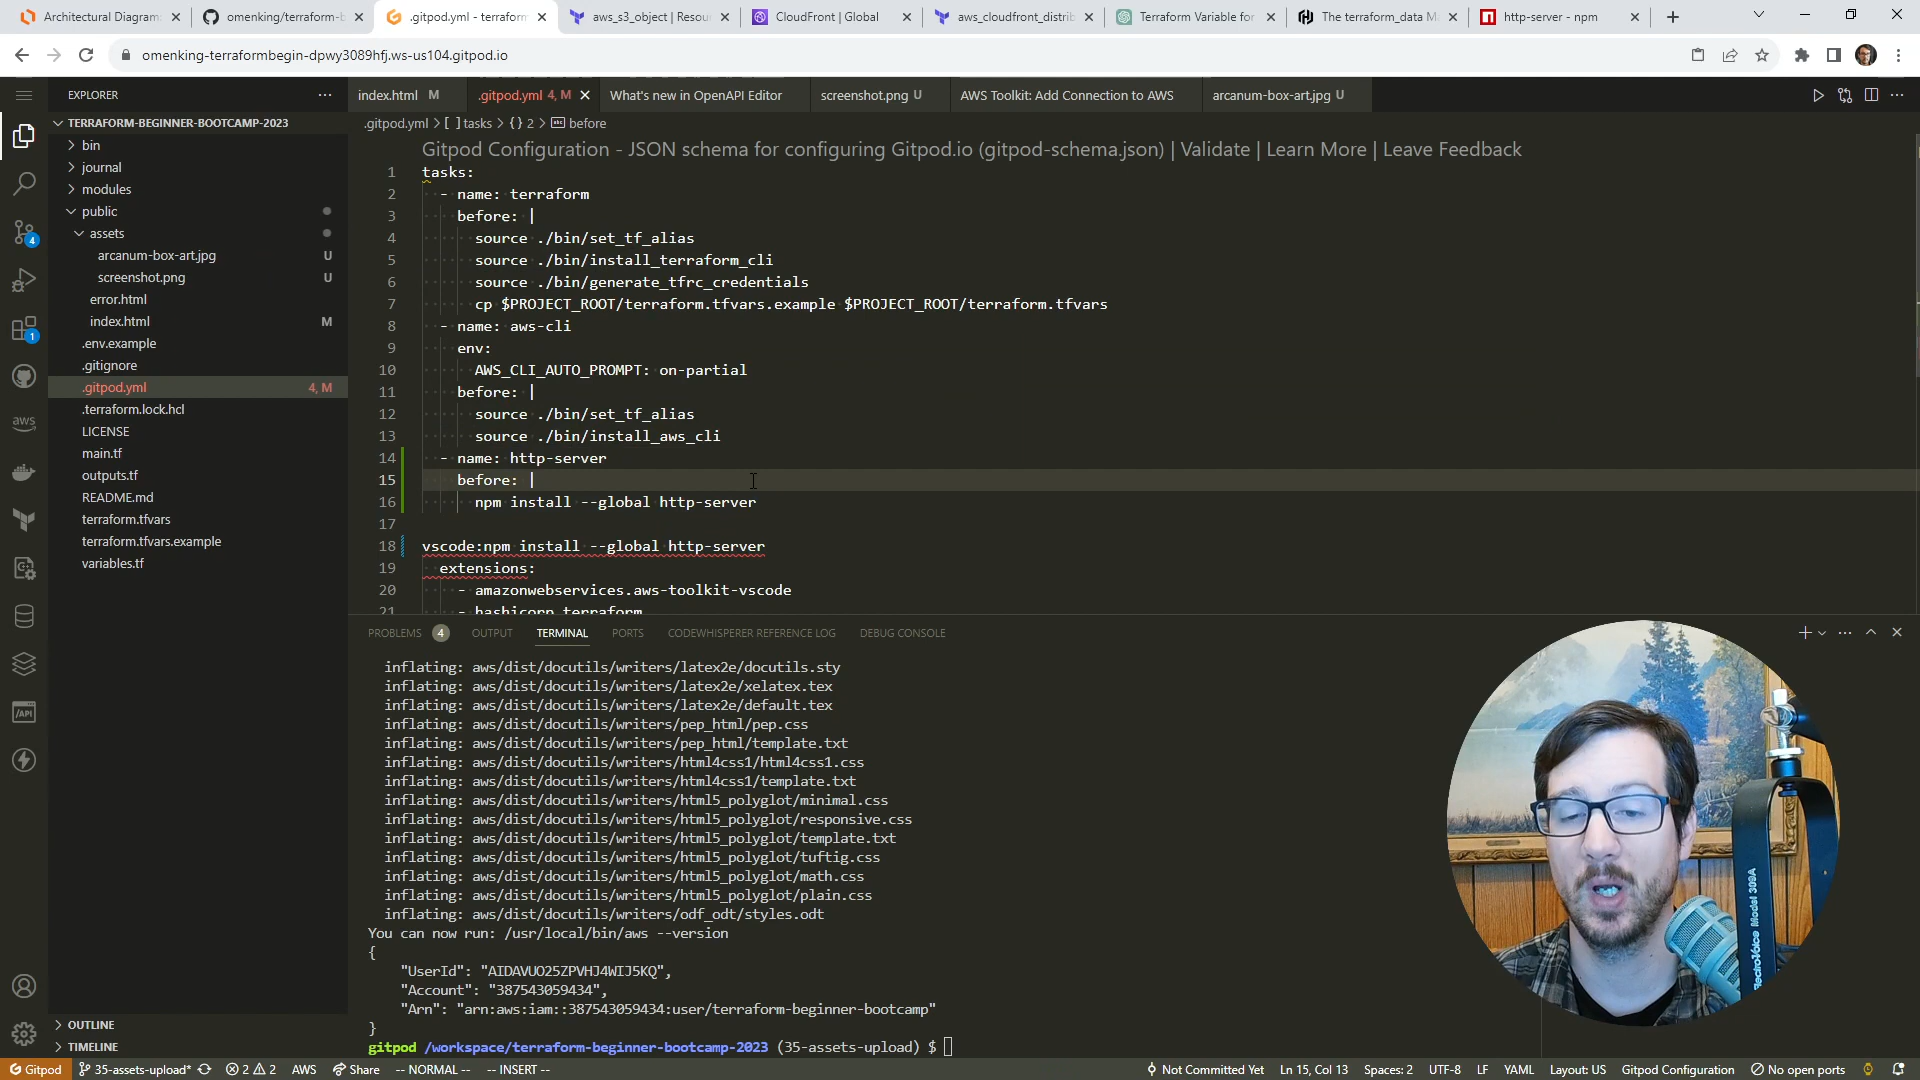 Architectural Diagram:
omenking/terraform-b
.gitpod.yml - terraform
aws_s3_object | Resou
CloudFront | Global
aws_cloudfront_distrib
Terraform Variable for
The terraform_data M
http-server - npm
omenking-terraformbegin-dpwy3089hfj.ws-us104.gitpod.io
EXPLORER
index.html M
.gitpod.yml 4, M
What's new in OpenAPI Editor
screenshot.png U
AWS Toolkit: Add Connection to AWS
arcanum-box-art.jpg U
TERRAFORM-BEGINNER-BOOTCAMP-2023
.gitpod.yml > [ ] tasks > { } 2 > abc before
bin
journal
modules
public
assets
arcanum-box-art.jpg U
screenshot.png U
error.html
index.html M
.env.example
.gitignore
.gitpod.yml 4, M
.terraform.lock.hcl
LICENSE
main.tf
outputs.tf
README.md
terraform.tfvars
terraform.tfvars.example
variables.tf
4
1
aws
/API
Gitpod Configuration - JSON schema for configuring Gitpod.io (gitpod-schema.json) | Validate | Learn More | Leave Feedback
1 tasks:
2 - name: terraform
3 before: |
4 source ./bin/set_tf_alias
5 source ./bin/install_terraform_cli
6 source ./bin/generate_tfrc_credentials
7 cp $PROJECT_ROOT/terraform.tfvars.example $PROJECT_ROOT/terraform.tfvars
8 - name: aws-cli
9 env:
10 AWS_CLI_AUTO_PROMPT: on-partial
11 before: |
12 source ./bin/set_tf_alias
13 source ./bin/install_aws_cli
14 - name: http-server
15 before: |
16 npm install --global http-server
17
18 vscode:npm install --global http-server
19 extensions:
20 - amazonwebservices.aws-toolkit-vscode
21 - hashicorp.terraform
PROBLEMS 4 OUTPUT TERMINAL PORTS CODEWHISPERER REFERENCE LOG DEBUG CONSOLE
inflating: aws/dist/docutils/writers/latex2e/docutils.sty
inflating: aws/dist/docutils/writers/latex2e/xelatex.tex
inflating: aws/dist/docutils/writers/latex2e/default.tex
inflating: aws/dist/docutils/writers/pep_html/pep.css
inflating: aws/dist/docutils/writers/pep_html/template.txt
inflating: aws/dist/docutils/writers/html4css1/html4css1.css
inflating: aws/dist/docutils/writers/html4css1/template.txt
inflating: aws/dist/docutils/writers/html5_polyglot/minimal.css
inflating: aws/dist/docutils/writers/html5_polyglot/responsive.css
inflating: aws/dist/docutils/writers/html5_polyglot/template.txt
inflating: aws/dist/docutils/writers/html5_polyglot/tuftig.css
inflating: aws/dist/docutils/writers/html5_polyglot/math.css
inflating: aws/dist/docutils/writers/html5_polyglot/plain.css
inflating: aws/dist/docutils/writers/odf_odt/styles.odt
You can now run: /usr/local/bin/aws --version
{
"UserId": "AIDAVUO25ZPVHJ4WIJ5KQ",
"Account": "387543059434",
"Arn": "arn:aws:iam::387543059434:user/terraform-beginner-bootcamp"
}
gitpod /workspace/terraform-beginner-bootcamp-2023 (35-assets-upload) $
ElectroVoice Model 309A
OUTLINE
TIMELINE
Gitpod 35-assets-upload* 2 2 AWS Share -- NORMAL -- -- INSERT --
Not Committed Yet Ln 15, Col 13 Spaces: 2 UTF-8 LF YAML Layout: US Gitpod Configuration No open ports